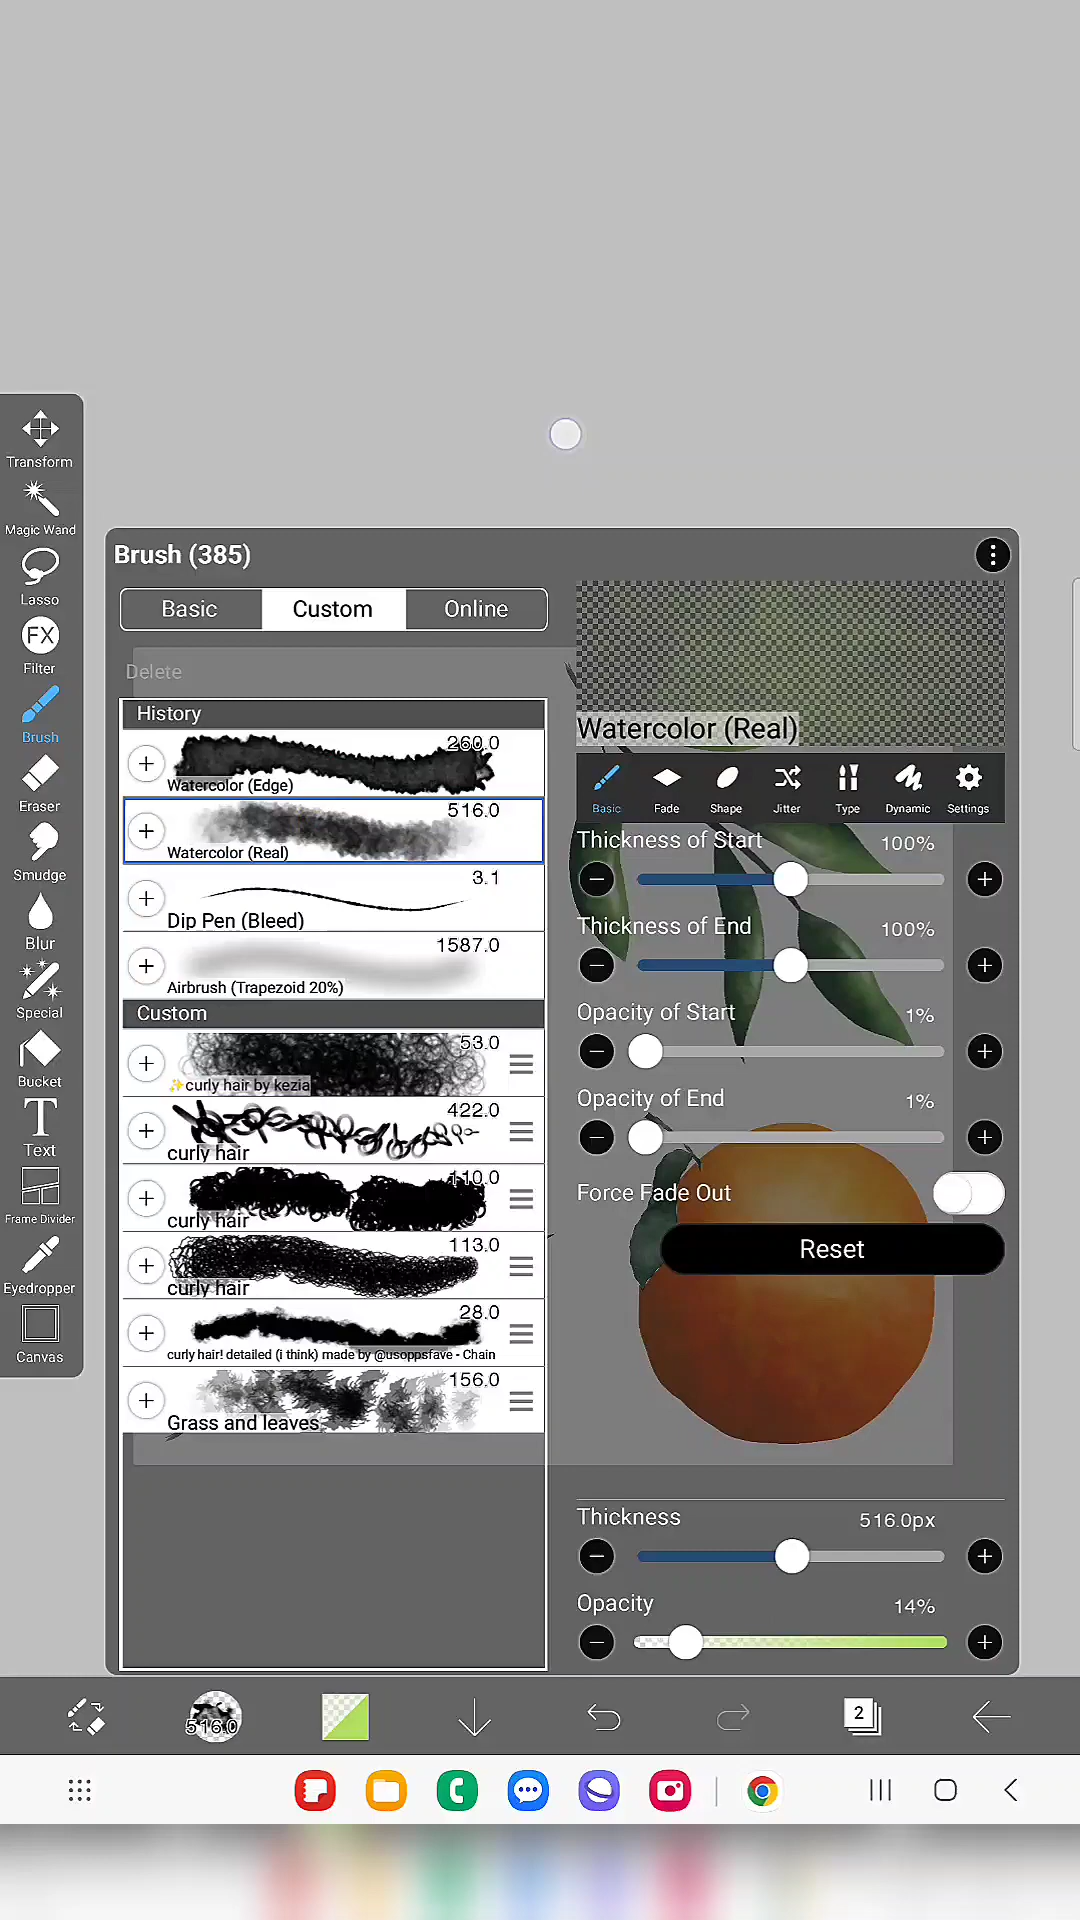 Transform
Magic Wand
Lasso
FX
Filter
Brush
Eraser
Smudge
Blur
Special
Bucket
T
Text
Frame Divider
Eyedropper
Canvas
Brush (385)
Basic
Custom
Online
Delete
History
260.0
Watercolor (Edge)
516.0
Watercolor (Real)
3.1
Dip Pen (Bleed)
1587.0
Airbrush (Trapezoid 20%)
Custom
53.0
✨curly hair by kezia
422.0
curly hair
110.0
curly hair
113.0
curly hair
28.0
curly hair! detailed (i think) made by @usoppsfave - Chain
156.0
Grass and leaves
Watercolor (Real)
Basic
Fade
Shape
Jitter
Type
Dynamic
Settings
Thickness of Start
100%
Thickness of End
100%
Opacity of Start
1%
Opacity of End
1%
Force Fade Out
Reset
Thickness
516.0px
Opacity
14%
516.0
2